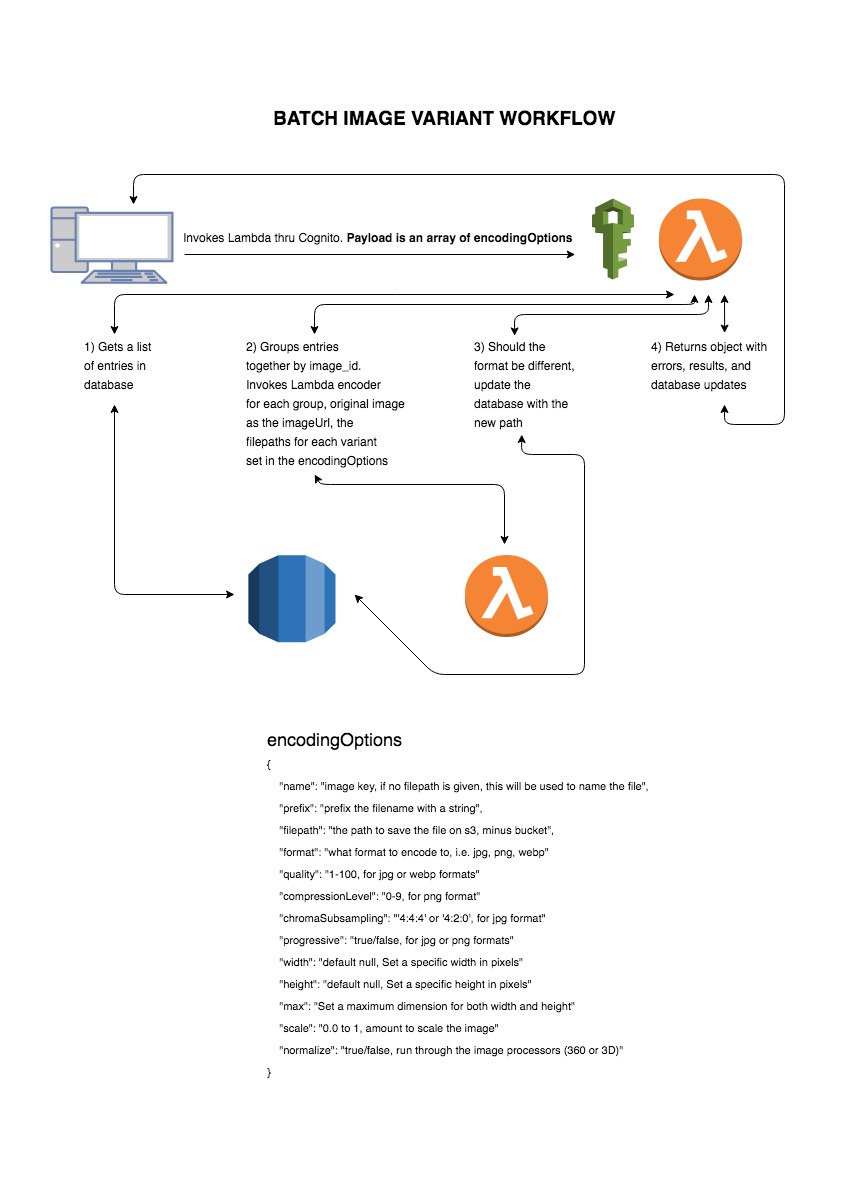 BATCH IMAGE VARIANT WORKFLOW
Invokes Lambda thru Cognito. Payload is an array of encodingOptions
1) Gets a list
of entries in
database
2) Groups entries
together by image_id.
Invokes Lambda encoder
for each group, original image
as the imageUrl, the
filepaths for each variant
set in the encodingOptions
3) Should the
format be different,
update the
database with the
new path
4) Returns object with
errors, results, and
database updates
encodingOptions
{
"name": "image key, if no filepath is given, this will be used to name the file",
"prefix": "prefix the filename with a string",
"filepath": "the path to save the file on s3, minus bucket",
"format": "what format to encode to, i.e. jpg, png, webp"
"quality": "1-100, for jpg or webp formats"
"compressionLevel": "0-9, for png format"
"chromaSubsampling": "'4:4:4' or '4:2:0', for jpg format"
"progressive": "true/false, for jpg or png formats"
"width": "default null, Set a specific width in pixels"
"height": "default null, Set a specific height in pixels"
"max": "Set a maximum dimension for both width and height"
"scale": "0.0 to 1, amount to scale the image"
"normalize": "true/false, run through the image processors (360 or 3D)"
}